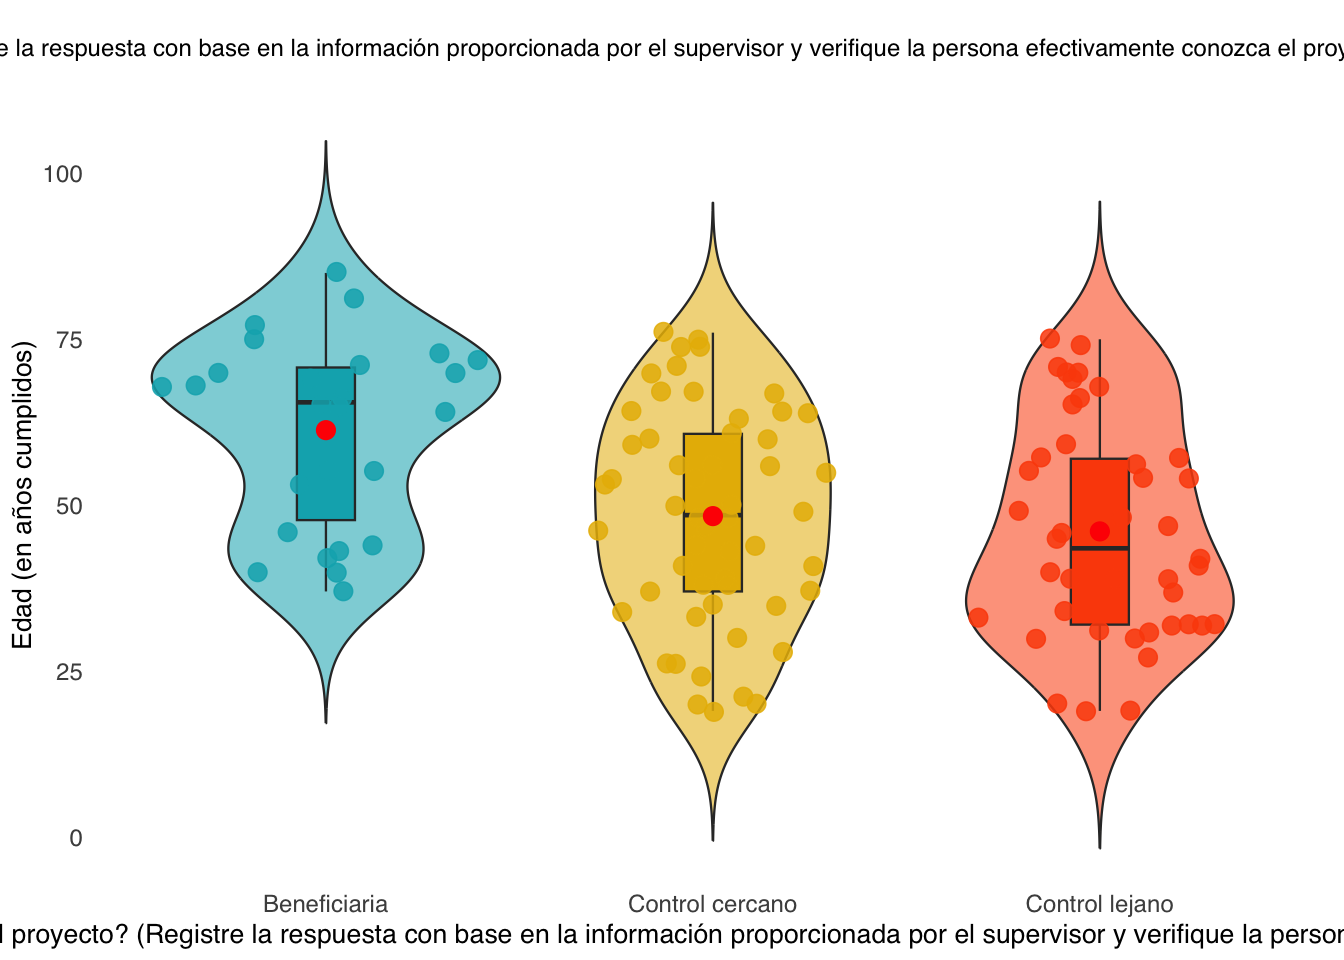 e la respuesta con base en la información proporcionada por el supervisor y verifique la persona efectivamente conozca el proy
100
75
50
25
0
Edad (en años cumplidos)
Beneficiaria Control cercano Control lejano
l proyecto? (Registre la respuesta con base en la información proporcionada por el supervisor y verifique la person